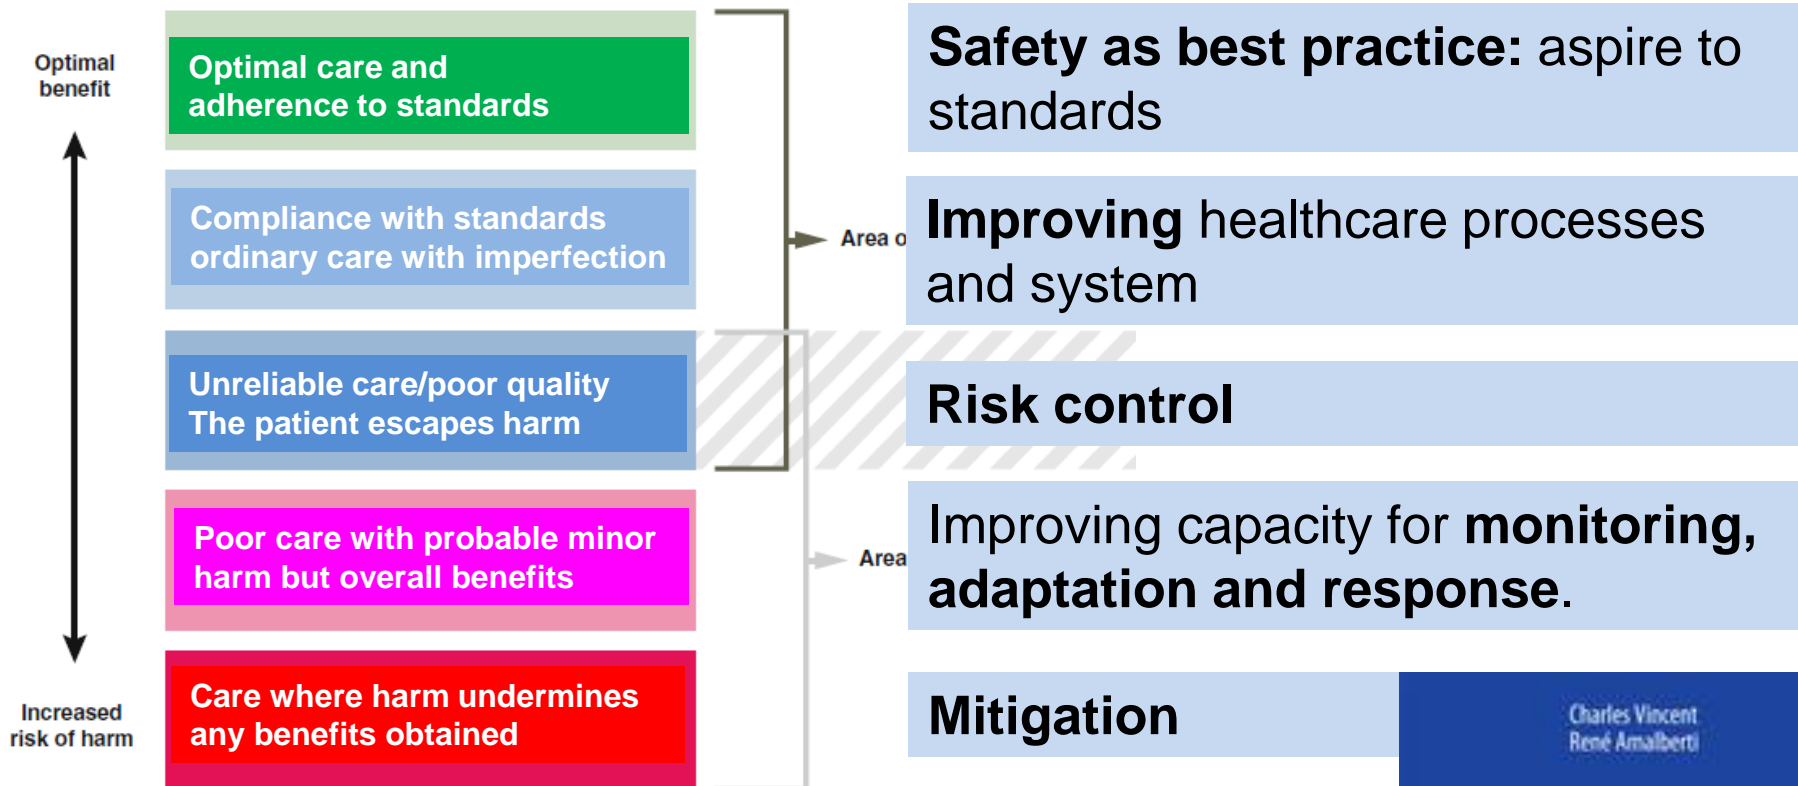 Optimal
benefit
Optimal care and
adherence to standards
Safety as best practice: aspire to
standards
Compliance with standards
ordinary care with imperfection
Area o
Improving healthcare processes
and system
Unreliable care/poor quality
The patient escapes harm
Risk control
Poor care with probable minor
harm but overall benefits
Area
Improving capacity for monitoring,
adaptation and response.
Increased
risk of harm
Care where harm undermines
any benefits obtained
Mitigation
Charles Vincent
René Amalberti